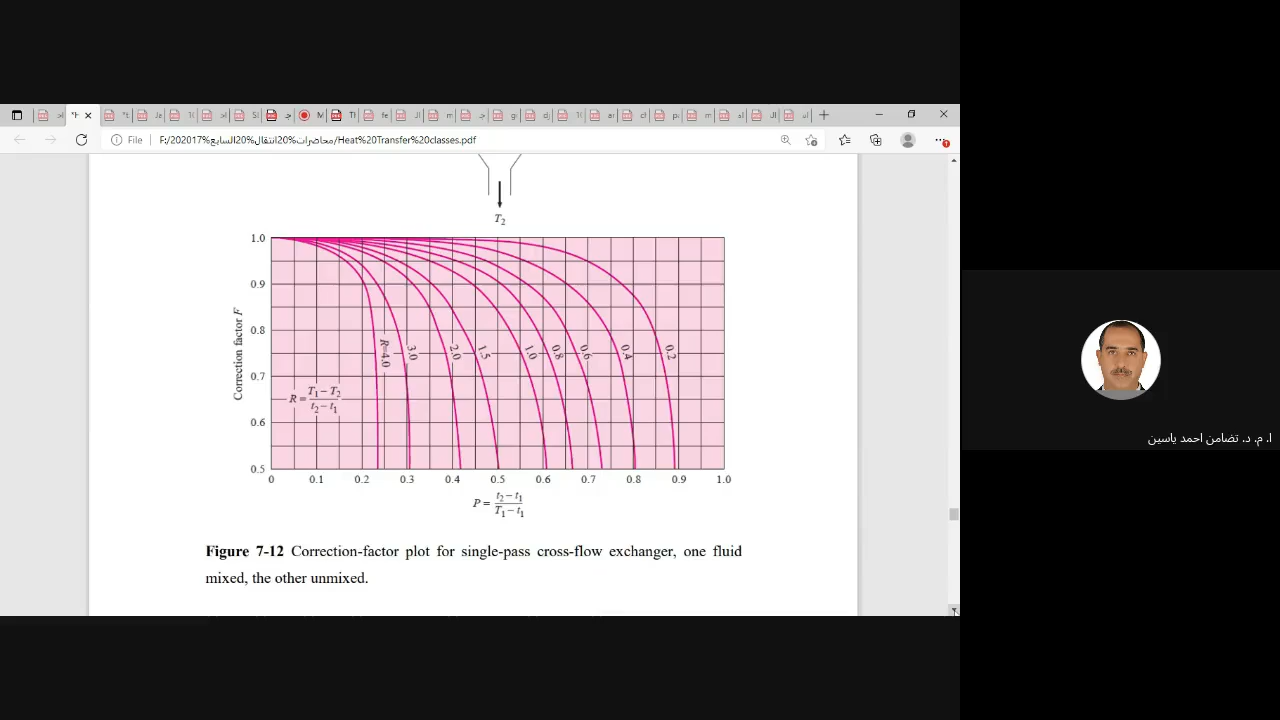 File
F:/202017%محاضرات%20انتقال%20السابع/Heat%20Transfer%20classes.pdf
T2
1.0
0.9
0.8
0.7
0.6
0.5
Correction factor F
R=4.0
3.0
2.0
1.5
1.0
0.8
0.6
0.4
0.2
R = T1 − T2
t2 − t1
0 0.1 0.2 0.3 0.4 0.5 0.6 0.7 0.8 0.9 1.0
P = t2 − t1
T1 − t1
Figure 7-12 Correction-factor plot for single-pass cross-flow exchanger, one fluid
mixed, the other unmixed.
ا. م. د. تضامن احمد ياسين